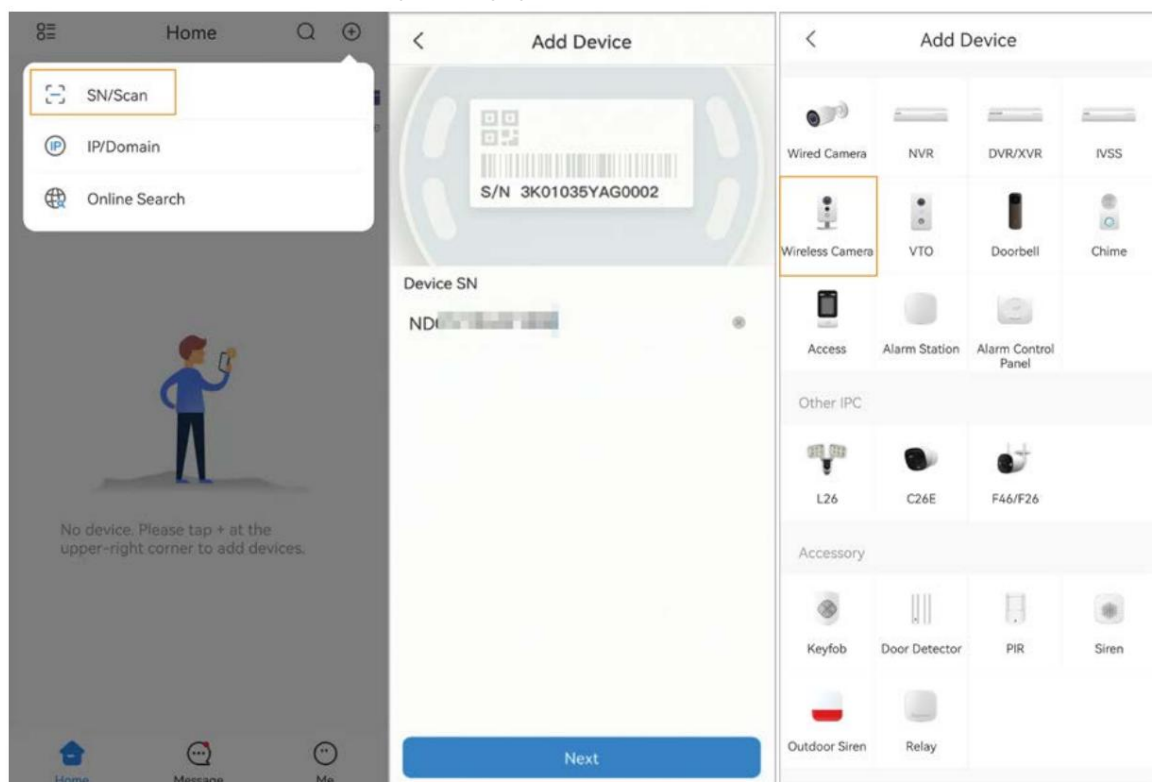 Home
SN/Scan
IP/Domain
Online Search
No device. Please tap + at the
upper-right corner to add devices.
Home
Message
Me
Add Device
S/N 3K01035YAG0002
Device SN
Next
Add Device
Wired Camera
NVR
DVR/XVR
IVSS
Wireless Camera
VTO
Doorbell
Chime
Access
Alarm Station
Alarm Control
Panel
Other IPC
L26
C26E
F46/F26
Accessory
Keyfob
Door Detector
PIR
Siren
Outdoor Siren
Relay